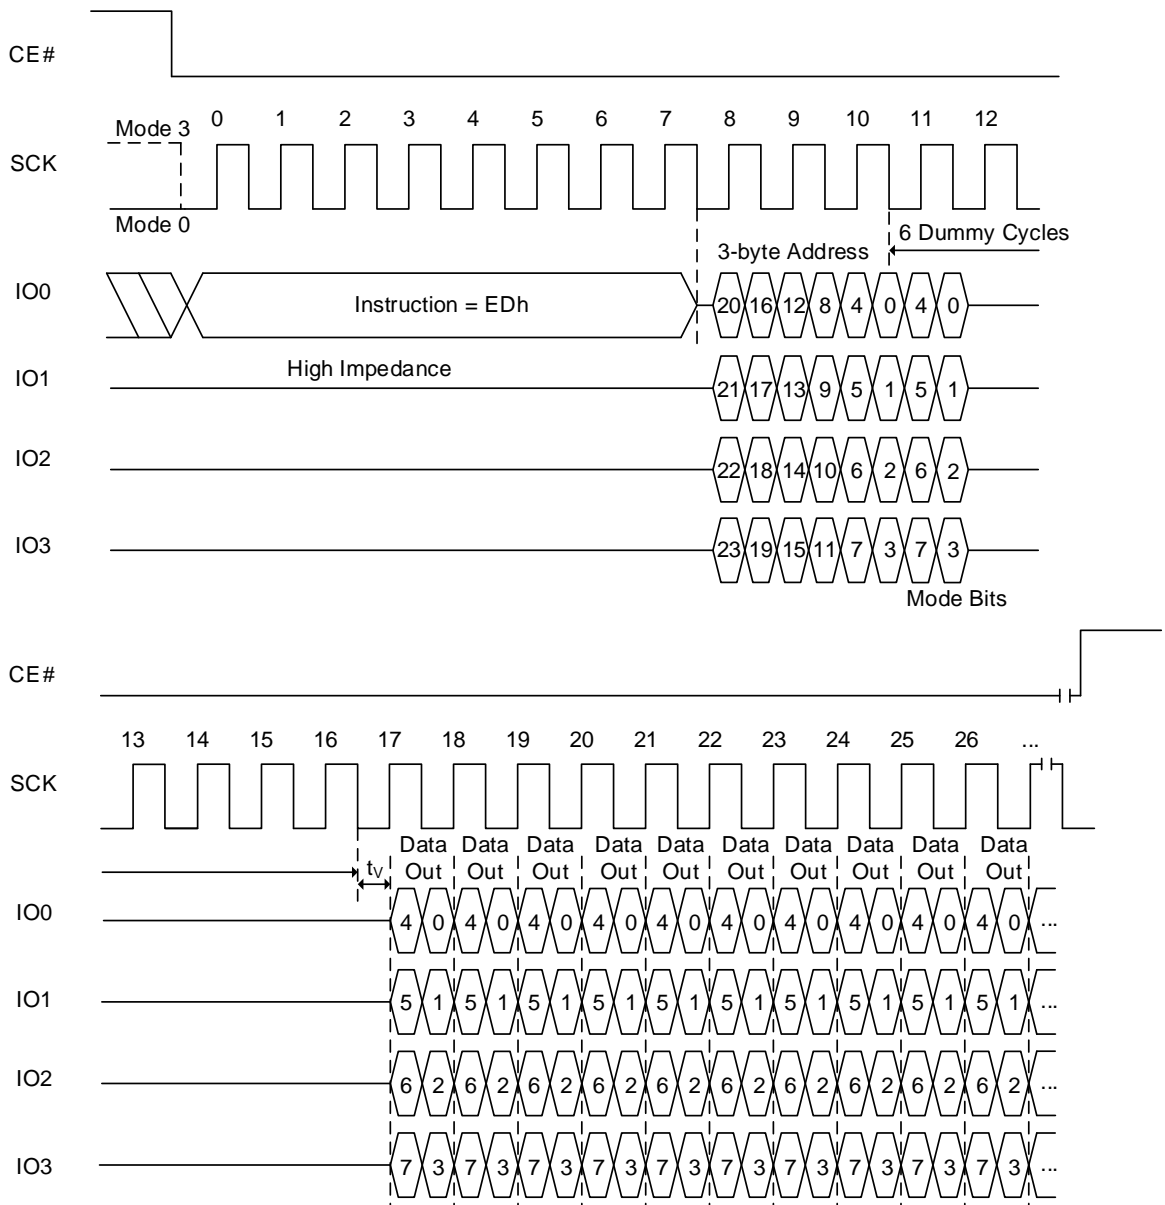 CE#
0 1 2 3 4 5 6 7 8 9 10 11 12
Mode 3
SCK
Mode 0
6 Dummy Cycles
3-byte Address
IO0 Instruction = EDh 20 16 12 8 4 0 4 0
High Impedance
IO1 21 17 13 9 5 1 5 1
IO2 22 18 14 10 6 2 6 2
IO3 23 19 15 11 7 3 7 3
Mode Bits
CE#
13 14 15 16 17 18 19 20 21 22 23 24 25 26 ...
SCK
Data Data Data Data Data Data Data Data Data Data
tV Out Out Out Out Out Out Out Out Out Out
IO0 4 0 4 0 4 0 4 0 4 0 4 0 4 0 4 0 4 0 4 0 ...
IO1 5 1 5 1 5 1 5 1 5 1 5 1 5 1 5 1 5 1 5 1 ...
IO2 6 2 6 2 6 2 6 2 6 2 6 2 6 2 6 2 6 2 6 2 ...
IO3 7 3 7 3 7 3 7 3 7 3 7 3 7 3 7 3 7 3 7 3 ...